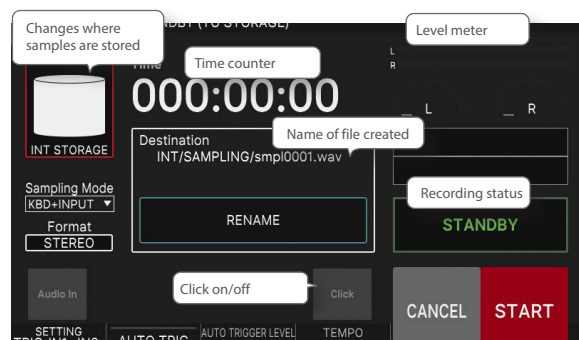 Changes where
samples are stored
STANDBY (TO STORAGE)
Level meter
L
R
Time
Time counter
000:00:00
_ L
_ R
INT STORAGE
Destination
INT/SAMPLING/smpl0001.wav
Name of file created
Sampling Mode
KBD+INPUT ▼
Format
STEREO
RENAME
Recording status
STANDBY
Audio In
Click on/off
Click
CANCEL
START
SETTING
AUTO TRIG
AUTO TRIGGER LEVEL
TEMPO